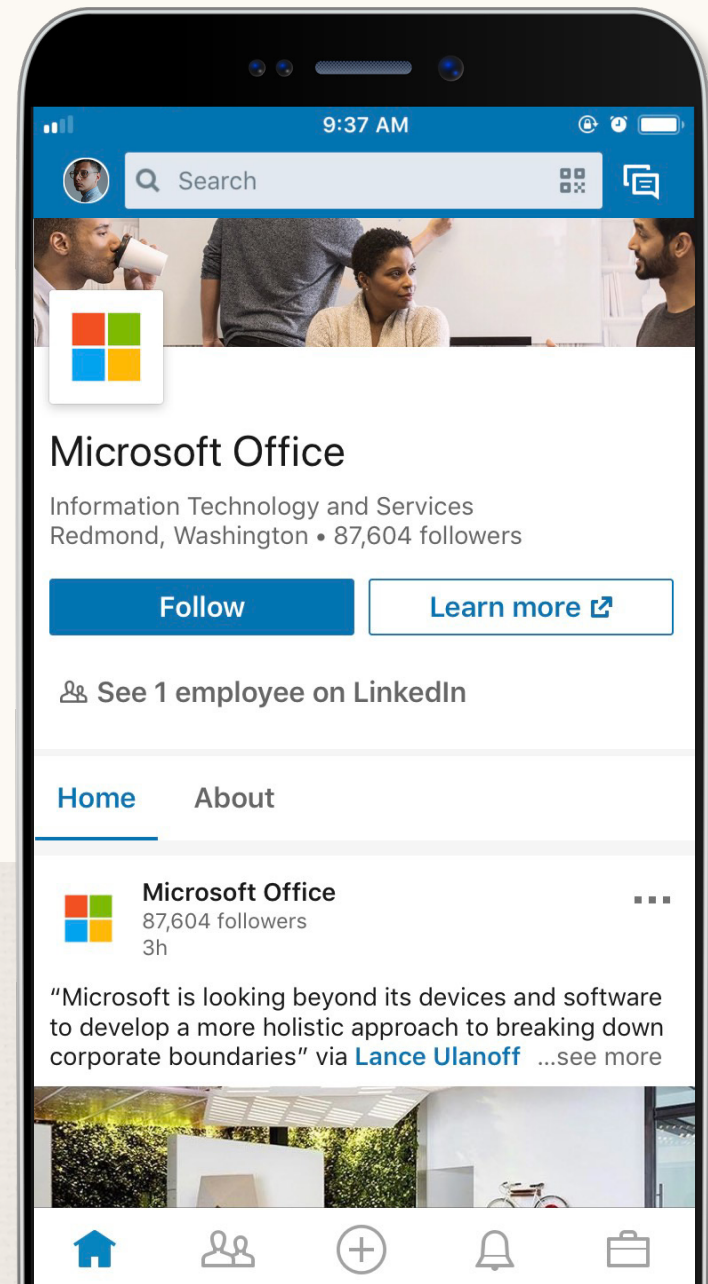 9:37 AM
Search
Microsoft Office
Information Technology and Services
Redmond, Washington • 87,604 followers
Follow
Learn more
See 1 employee on LinkedIn
Home
About
Microsoft Office
87,604 followers
3h
“Microsoft is looking beyond its devices and software
to develop a more holistic approach to breaking down
corporate boundaries” via Lance Ulanoff ...see more